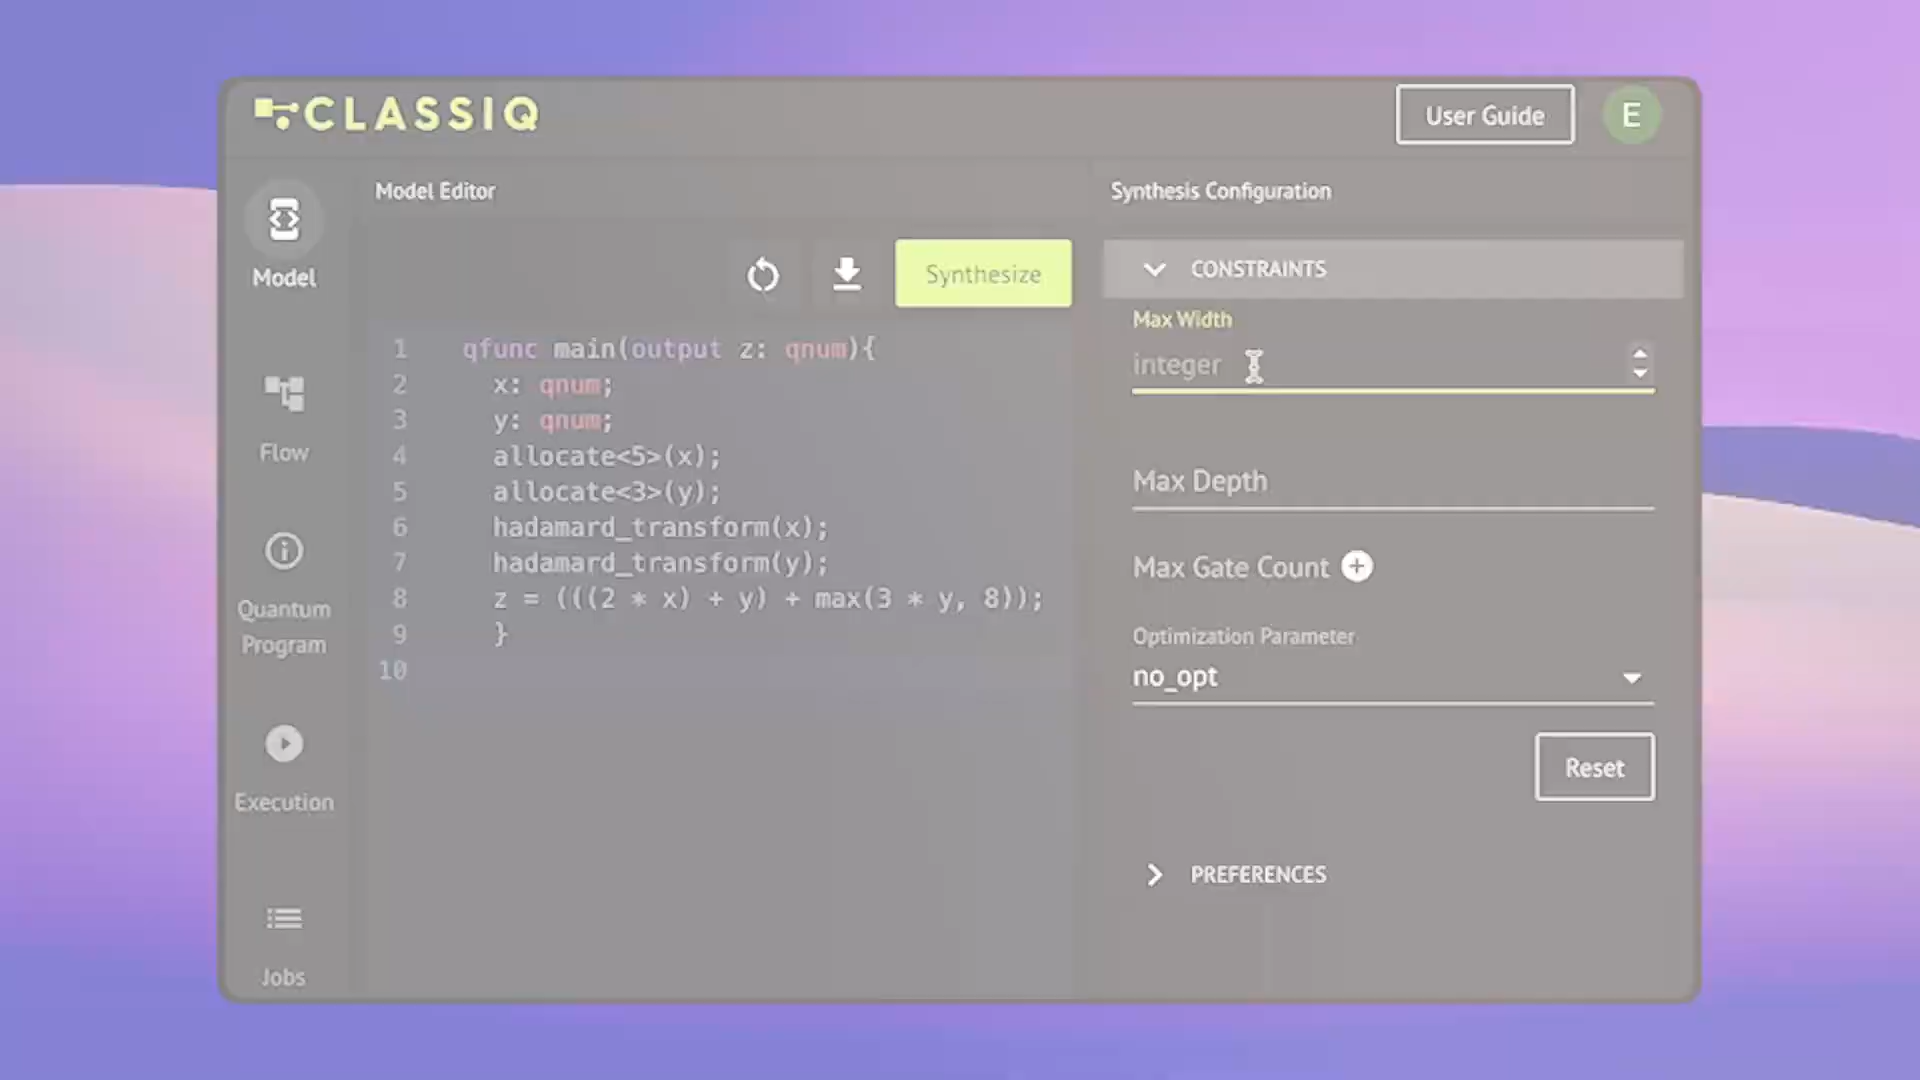 CLASSIQ
User Guide
E
Model
Flow
Quantum
Program
Execution
Jobs
Model Editor
Synthesize
1 qfunc main(output z: qnum){
2 x: qnum;
3 y: qnum;
4 allocate<5>(x);
5 allocate<3>(y);
6 hadamard_transform(x);
7 hadamard_transform(y);
8 z = (((2 * x) + y) + max(3 * y, 8));
9 }
10
Synthesis Configuration
CONSTRAINTS
Max Width
integer
Max Depth
Max Gate Count
Optimization Parameter
no_opt
Reset
PREFERENCES